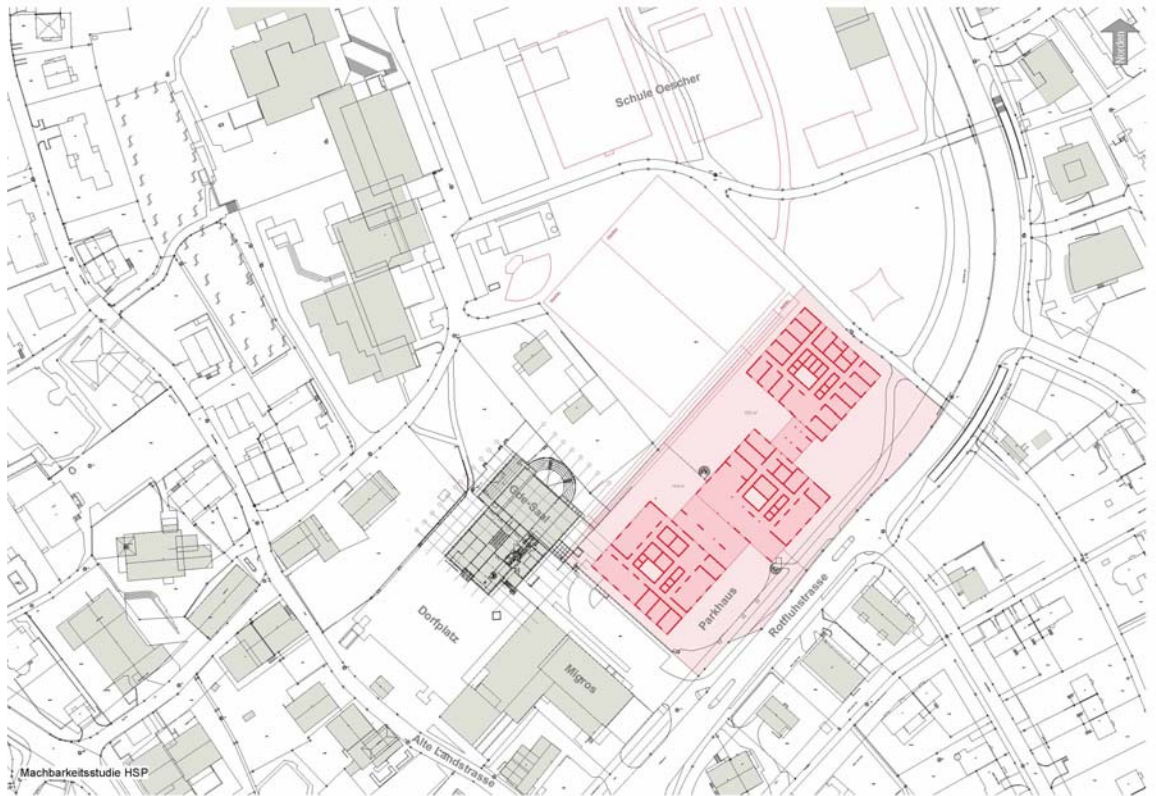 Norden
Schule Oescher
Gde-Saal
Dorfplatz
Parkhaus
Rotfluhstrasse
Migros
Alte Landstrasse
Machbarkeitsstudie HSP